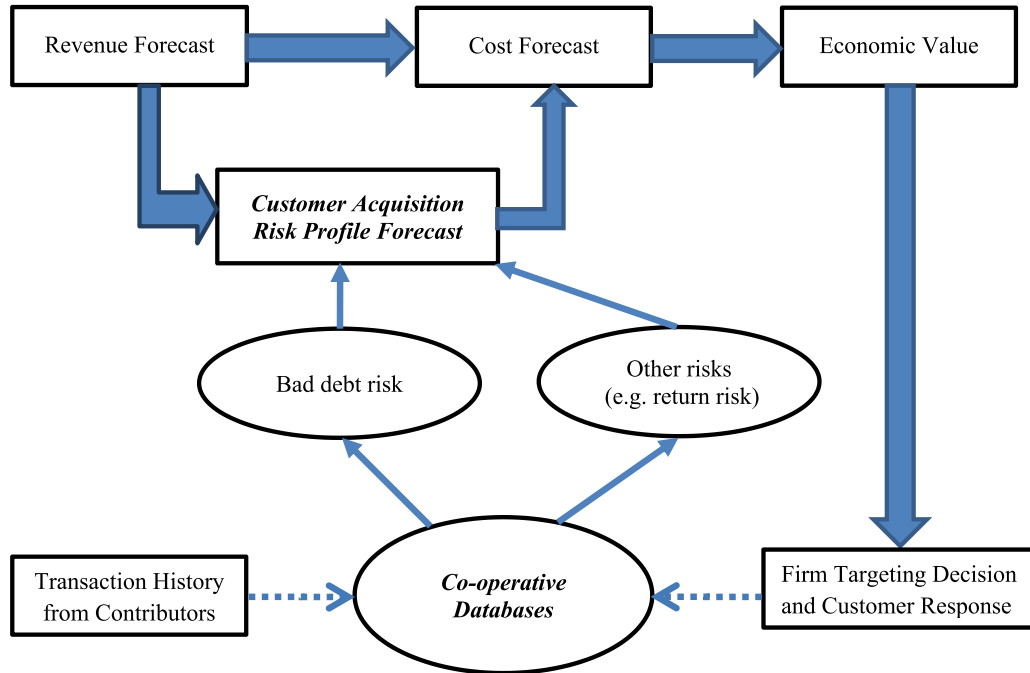 Revenue Forecast
Cost Forecast
Economic Value
Customer Acquisition
Risk Profile Forecast
Bad debt risk
Other risks
(e.g. return risk)
Transaction History
from Contributors
Co-operative
Databases
Firm Targeting Decision
and Customer Response